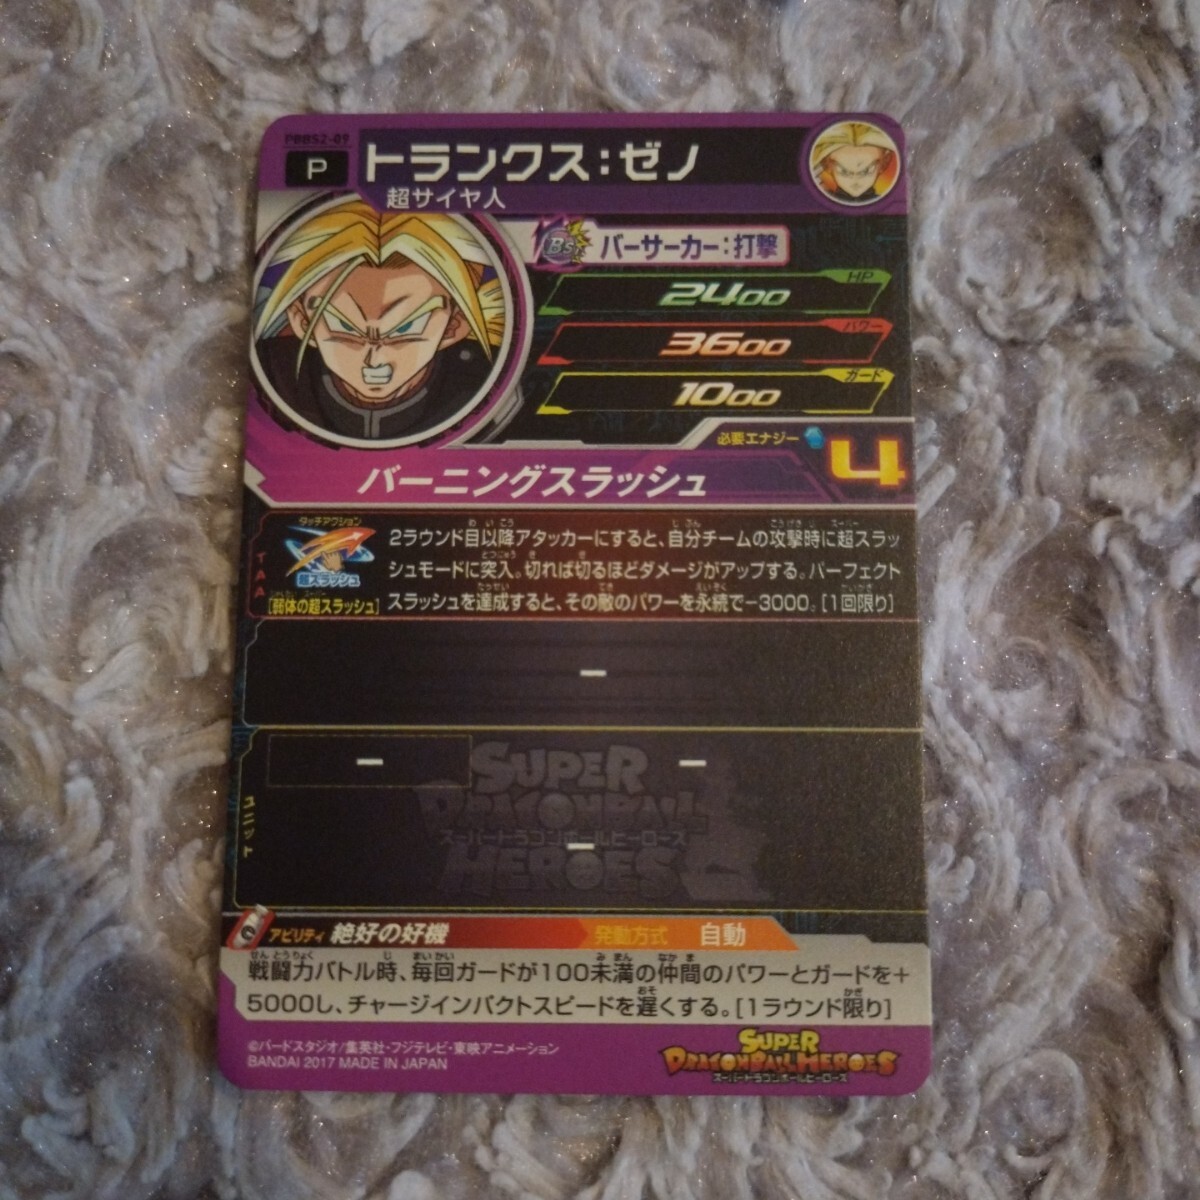 PBBS2-09
P
トランクス：ゼノ
超サイヤ人
Bs
バーサーカー：打撃
HP
2400
パワー
3600
ガード
1000
必要エナジー 4
バーニングスラッシュ
TAA
タッチアクション
超スラッシュ
[弱体の超スラッシュ]
2ラウンド目以降アタッカーにすると、自分チームの攻撃時に超スラッ
シュモードに突入。切れば切るほどダメージがアップする。パーフェクト
スラッシュを達成すると、その敵のパワーを永続で-3000。[1回限り]
ー
ユニット
ー ー
ー
SUPER
DRAGONBALL
スーパードラゴンボールヒーローズ
HEROES
アビリティ 絶好の好機 発動方式 自動
戦闘力バトル時、毎回ガードが100未満の仲間のパワーとガードを+
5000し、チャージインパクトスピードを遅くする。[1ラウンド限り]
©バードスタジオ/集英社・フジテレビ・東映アニメーション
BANDAI 2017 MADE IN JAPAN
SUPER
DRAGONBALL HEROES
スーパードラゴンボールヒーローズ